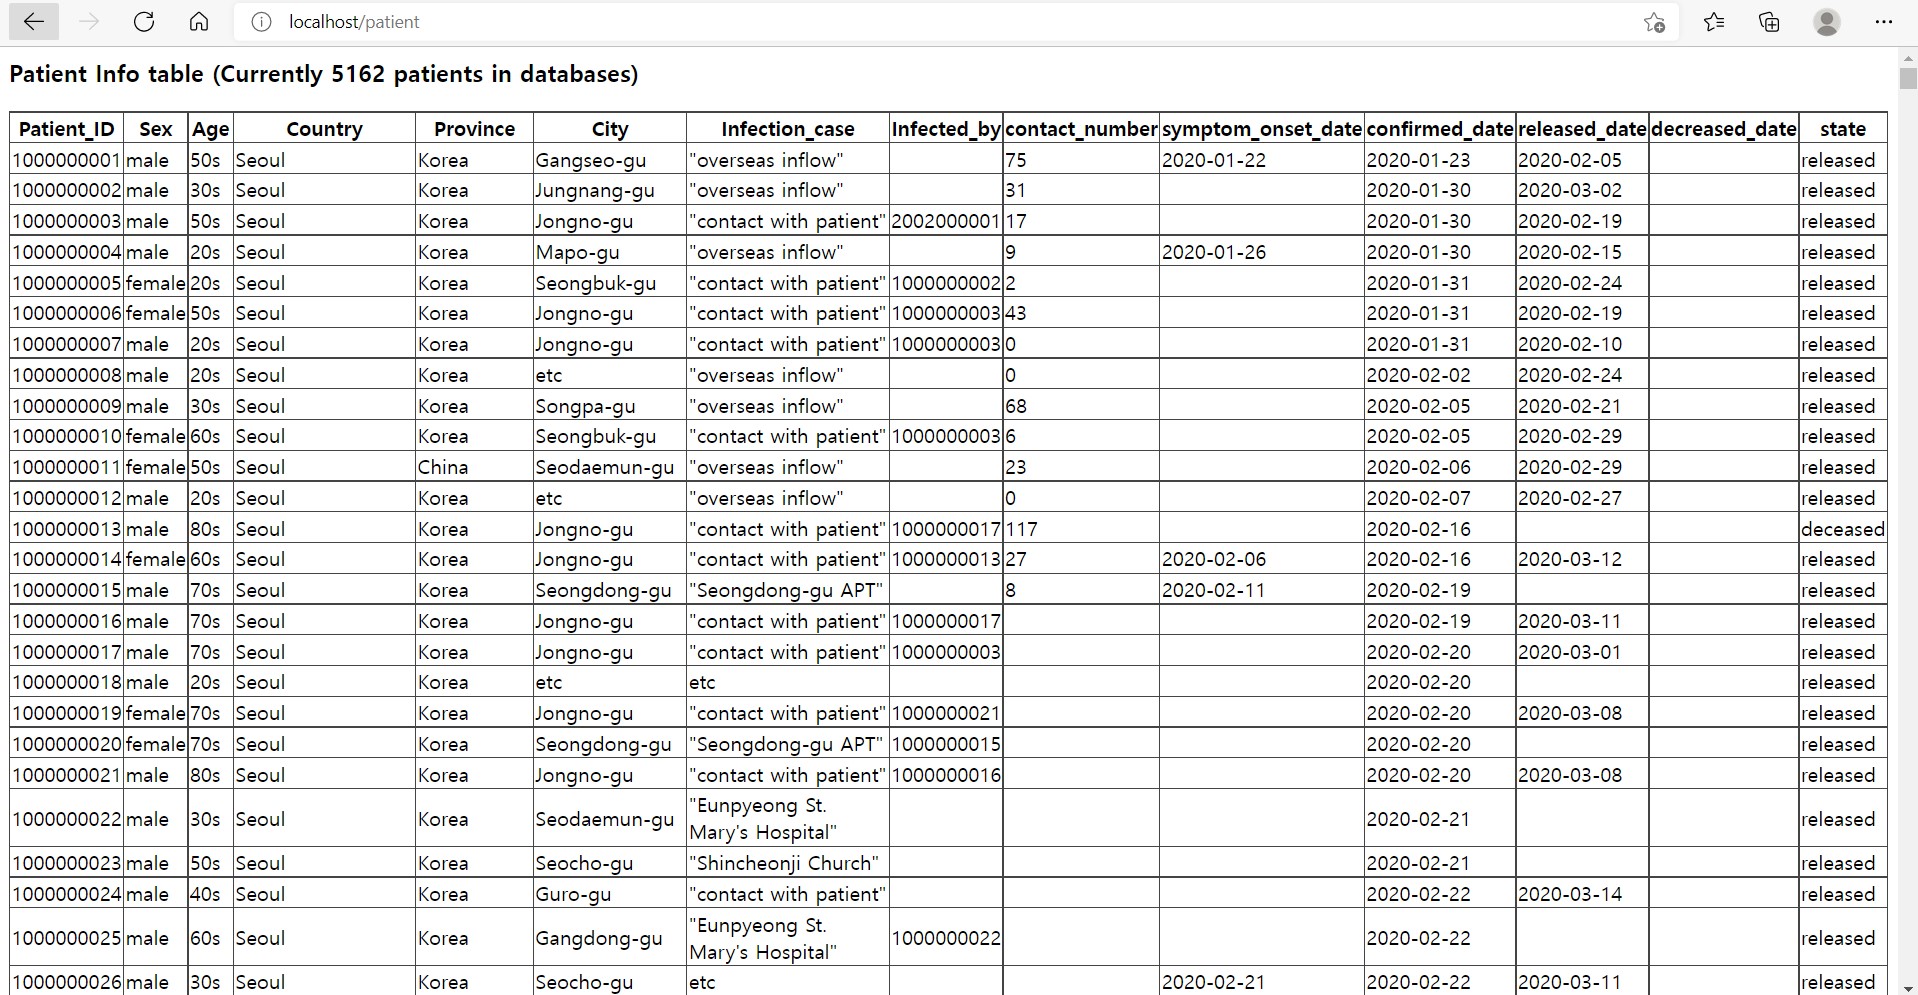 localhost/patient
Patient Info table (Currently 5162 patients in databases)
Patient_ID Sex Age Country Province City Infection_case Infected_by contact_number symptom_onset_date confirmed_date released_date decreased_date state
1000000001 male 50s Seoul Korea Gangseo-gu "overseas inflow" 75 2020-01-22 2020-01-23 2020-02-05 released
1000000002 male 30s Seoul Korea Jungnang-gu "overseas inflow" 31 2020-01-30 2020-03-02 released
1000000003 male 50s Seoul Korea Jongno-gu "contact with patient" 2002000001 17 2020-01-30 2020-02-19 released
1000000004 male 20s Seoul Korea Mapo-gu "overseas inflow" 9 2020-01-26 2020-01-30 2020-02-15 released
1000000005 female 20s Seoul Korea Seongbuk-gu "contact with patient" 1000000002 2 2020-01-31 2020-02-24 released
1000000006 female 50s Seoul Korea Jongno-gu "contact with patient" 1000000003 43 2020-01-31 2020-02-19 released
1000000007 male 20s Seoul Korea Jongno-gu "contact with patient" 1000000003 0 2020-01-31 2020-02-10 released
1000000008 male 20s Seoul Korea etc "overseas inflow" 0 2020-02-02 2020-02-24 released
1000000009 male 30s Seoul Korea Songpa-gu "overseas inflow" 68 2020-02-05 2020-02-21 released
1000000010 female 60s Seoul Korea Seongbuk-gu "contact with patient" 1000000003 6 2020-02-05 2020-02-29 released
1000000011 female 50s Seoul China Seodaemun-gu "overseas inflow" 23 2020-02-06 2020-02-29 released
1000000012 male 20s Seoul Korea etc "overseas inflow" 0 2020-02-07 2020-02-27 released
1000000013 male 80s Seoul Korea Jongno-gu "contact with patient" 1000000017 117 2020-02-16 deceased
1000000014 female 60s Seoul Korea Jongno-gu "contact with patient" 1000000013 27 2020-02-06 2020-02-16 2020-03-12 released
1000000015 male 70s Seoul Korea Seongdong-gu "Seongdong-gu APT" 8 2020-02-11 2020-02-19 released
1000000016 male 70s Seoul Korea Jongno-gu "contact with patient" 1000000017 2020-02-19 2020-03-11 released
1000000017 male 70s Seoul Korea Jongno-gu "contact with patient" 1000000003 2020-02-20 2020-03-01 released
1000000018 male 20s Seoul Korea etc etc 2020-02-20 released
1000000019 female 70s Seoul Korea Jongno-gu "contact with patient" 1000000021 2020-02-20 2020-03-08 released
1000000020 female 70s Seoul Korea Seongdong-gu "Seongdong-gu APT" 1000000015 2020-02-20 released
1000000021 male 80s Seoul Korea Jongno-gu "contact with patient" 1000000016 2020-02-20 2020-03-08 released
1000000022 male 30s Seoul Korea Seodaemun-gu "Eunpyeong St.
Mary's Hospital" 2020-02-21 released
1000000023 male 50s Seoul Korea Seocho-gu "Shincheonji Church" 2020-02-21 released
1000000024 male 40s Seoul Korea Guro-gu "contact with patient" 2020-02-22 2020-03-14 released
1000000025 male 60s Seoul Korea Gangdong-gu "Eunpyeong St.
Mary's Hospital" 1000000022 2020-02-22 released
1000000026 male 30s Seoul Korea Seocho-gu etc 2020-02-21 2020-02-22 2020-03-11 released